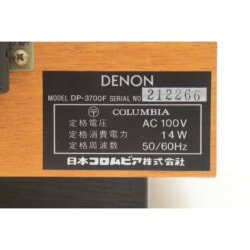 DENON
MODEL DP-3700F SERIAL NO 212266
〒 COLUMBIA
定格電圧 AC 100V
定格消費電力 14W
定格周波数 50/60Hz
日本コロムビア株式会社